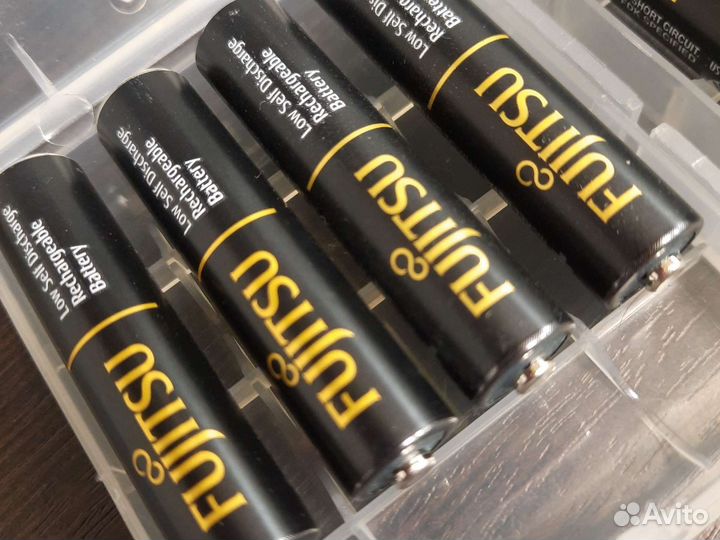 Low Self Discharge
Rechargeable
Battery
FUJITSU
Low Self Discharge
Rechargeable
Battery
FUJITSU
Low Self Discharge
Rechargeable
Battery
FUJITSU
Low Self Discharge
Rechargeable
Battery
FUJITSU
SHORT CIRCUIT
SPECIFIED
Avito